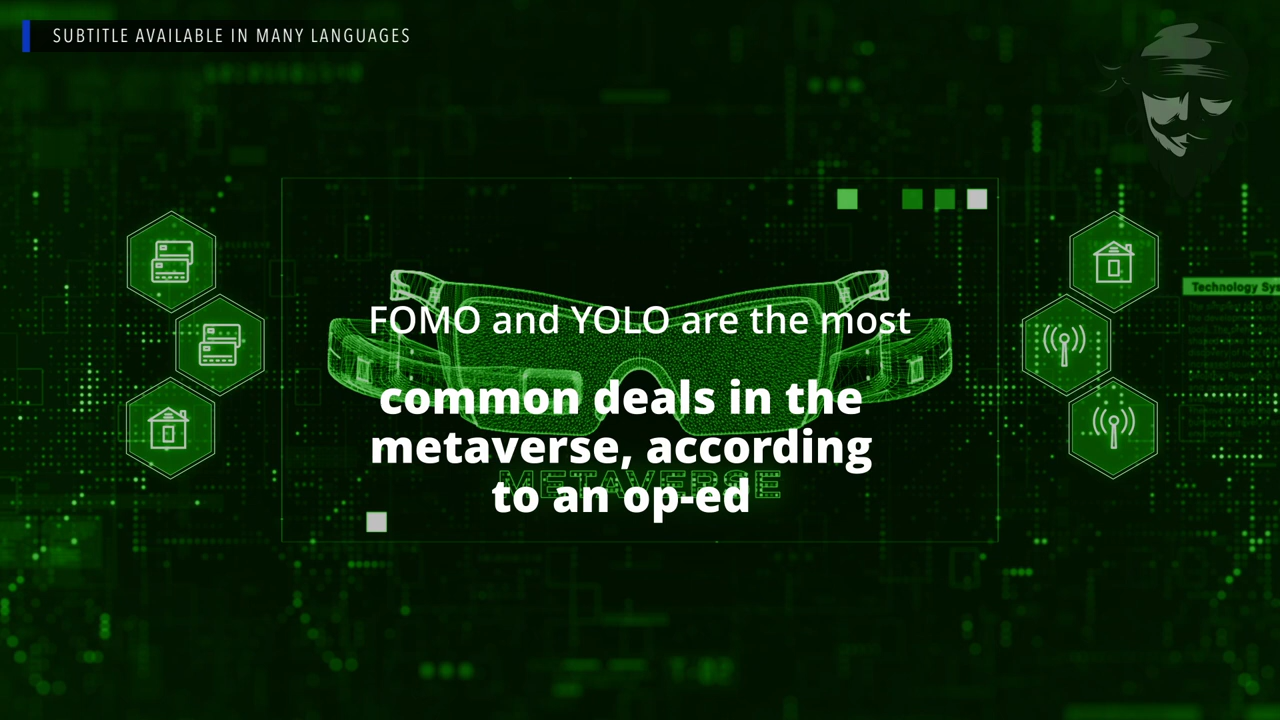 SUBTITLE AVAILABLE IN MANY LANGUAGES
Technology Sys
FOMO and YOLO are the most
common deals in the
metaverse, according
METAVERSE
to an op-ed